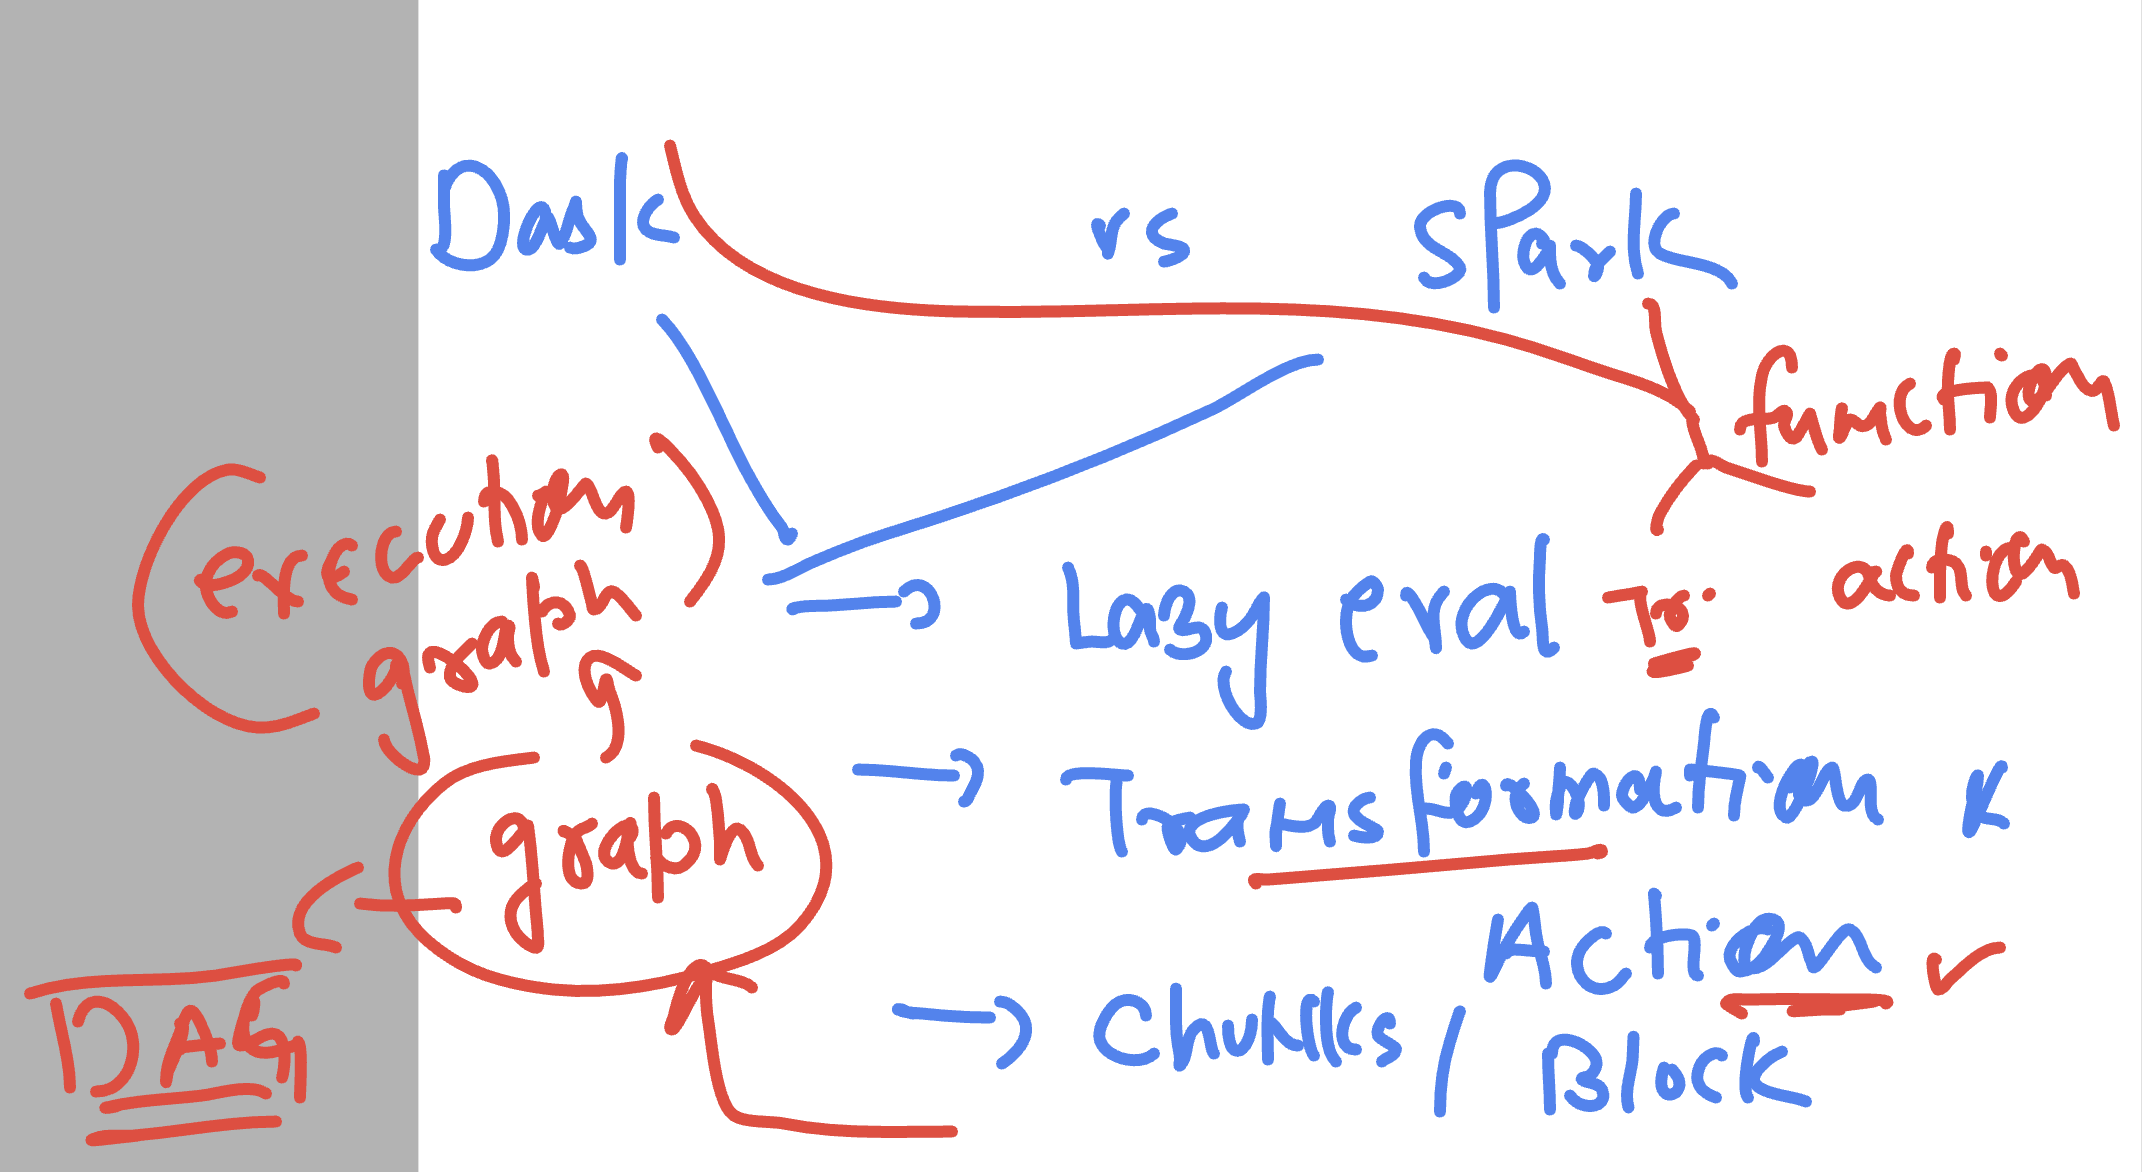 Dask vs Spark
function
action
(execution
graph)
Lazy eval Tr:
graph
Transformation &
Action
DAG
Chunks / Block